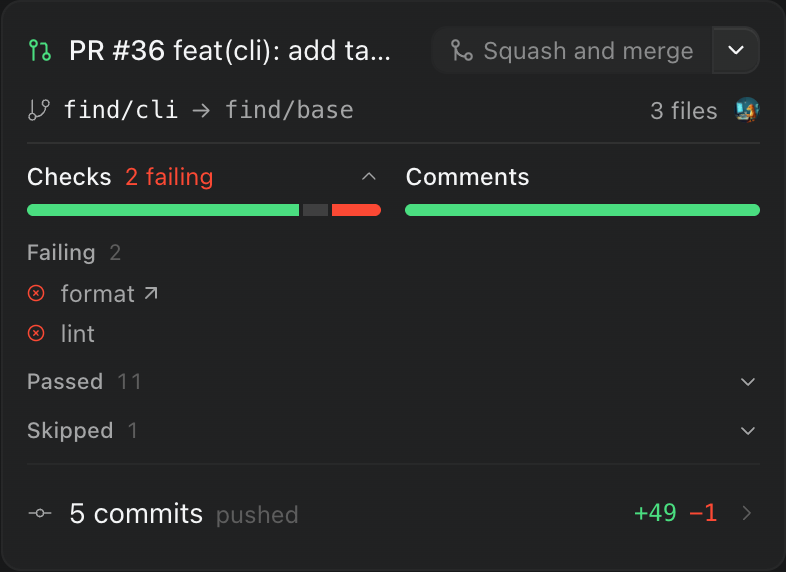 PR #36 feat(cli): add ta... Squash and merge
find/cli → find/base 3 files
Checks 2 failing Comments
Failing 2
format ↗
lint
Passed 11
Skipped 1
5 commits pushed +49 −1